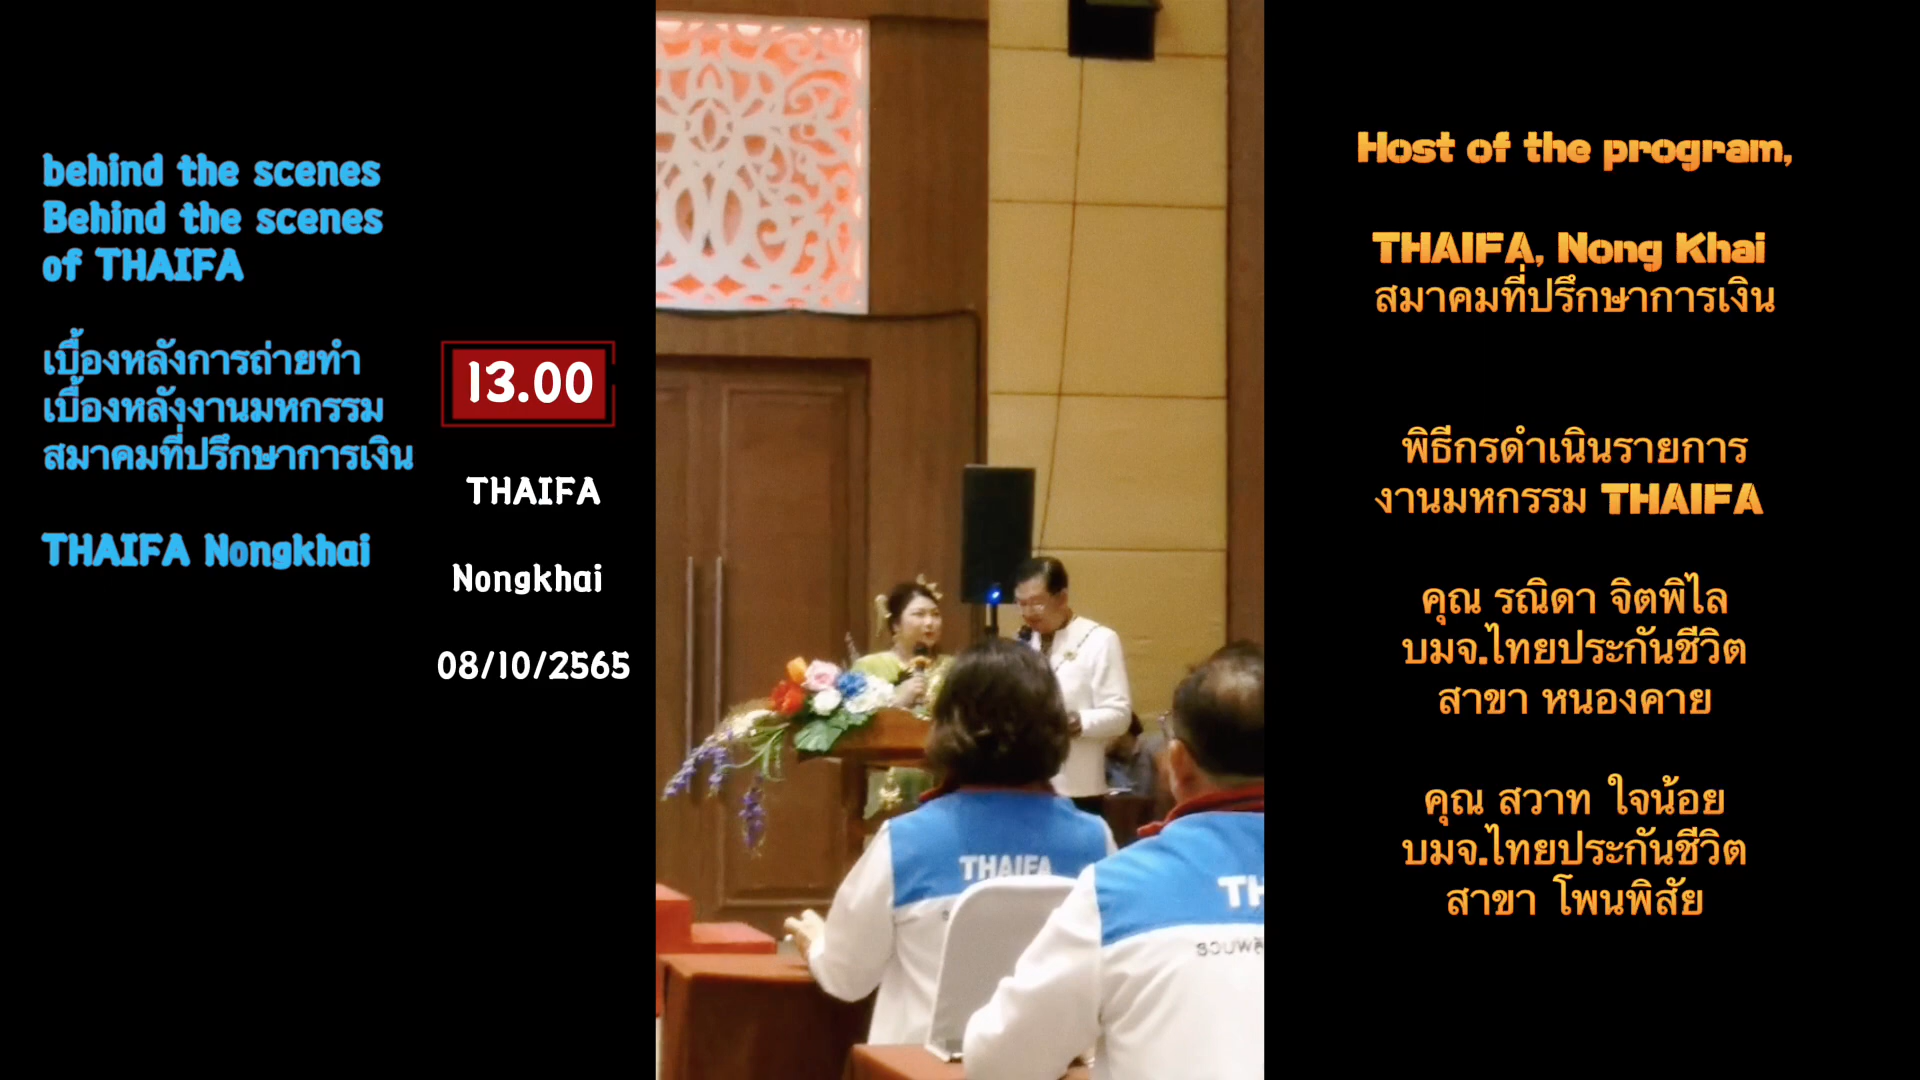 behind the scenes
Behind the scenes
of THAIFA
เบื้องหลังการถ่ายทำ
เบื้องหลังงานมหกรรม
สมาคมที่ปรึกษาการเงิน
THAIFA Nongkhai
13.00
THAIFA
Nongkhai
08/10/2565
THAIFA
TH
Host of the program,
THAIFA, Nong Khai
สมาคมที่ปรึกษาการเงิน
พิธีกรดำเนินรายการ
งานมหกรรม THAIFA
คุณ รณิดา จิตพิไล
บมจ.ไทยประกันชีวิต
สาขา หนองคาย
คุณ สวาท ใจน้อย
บมจ.ไทยประกันชีวิต
สาขา โพนพิสัย